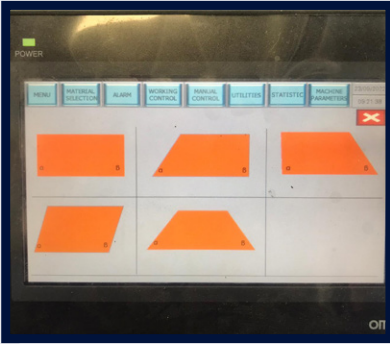 POWER
MENU
MATERIAL
SELECTION
ALARM
WORKING
CONTROL
MANUAL
CONTROL
UTILITIES
STATISTIC
MACHINE
PARAMETERS